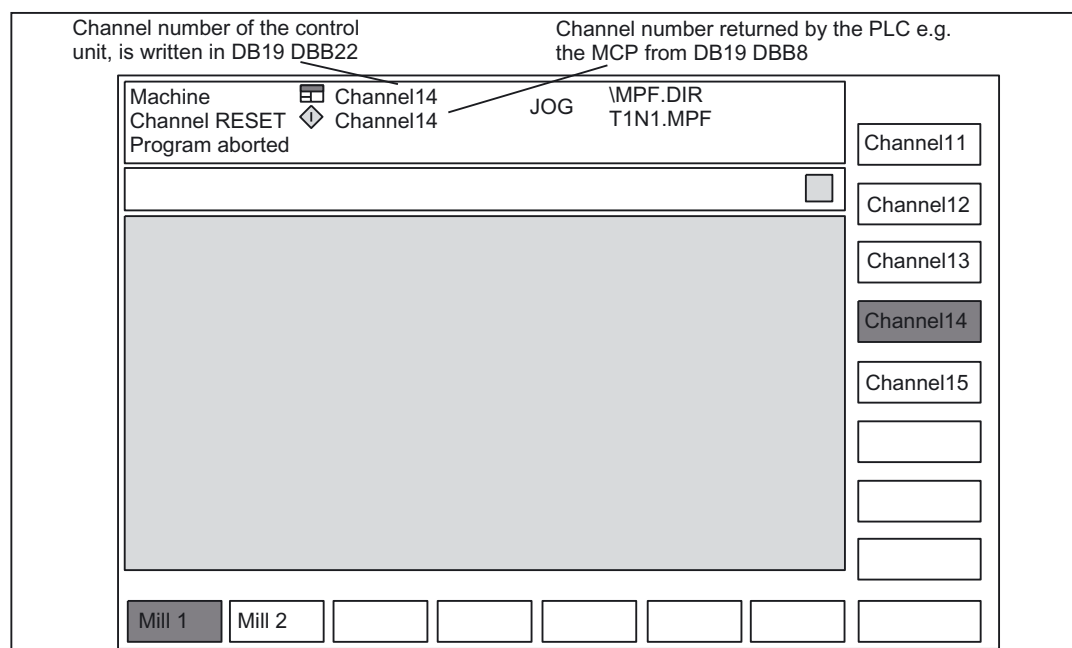 Channel number of the control
unit, is written in DB19 DBB22
Channel number returned by the PLC e.g.
the MCP from DB19 DBB8
Machine
Channel14
JOG
\MPF.DIR
Channel RESET
Channel14
T1N1.MPF
Program aborted
Channel11
Channel12
Channel13
Channel14
Channel15
Mill 1
Mill 2